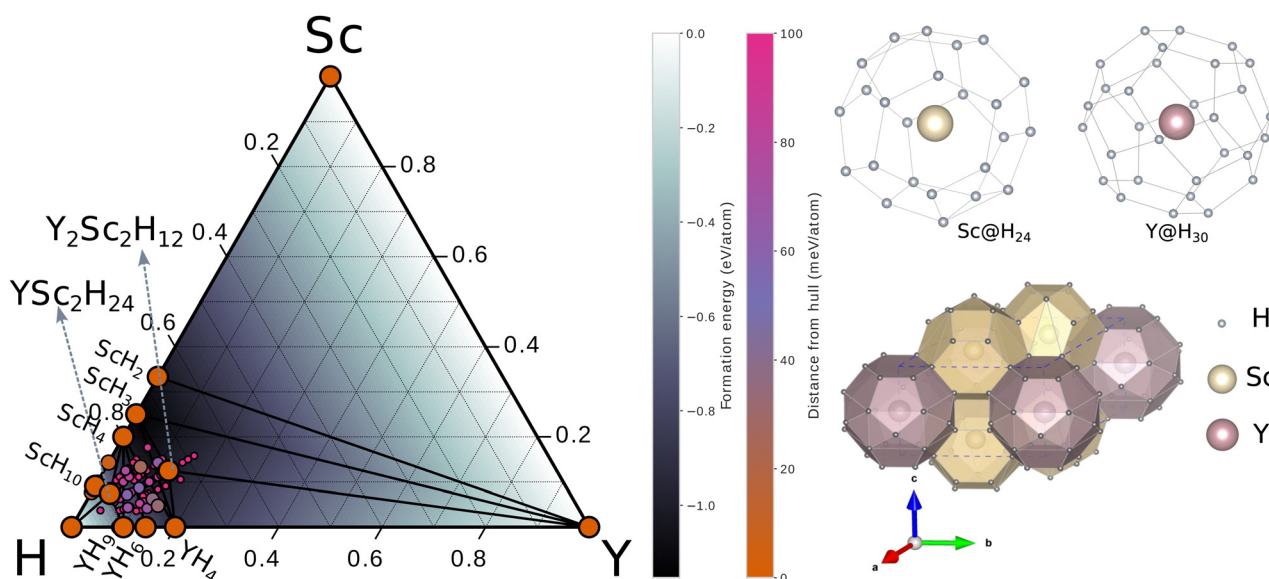 Sc
0.2
0.8
Y2Sc2H12
0.4
0.6
YSc2H24
0.6
0.4
ScH2
ScH3
0.8
0.2
ScH4
ScH10
H
Y
YH9
YH6
YH4
0.2
0.4
0.6
0.8
0.0
−0.2
−0.4
−0.6
−0.8
−1.0
Formation energy (eV/atom)
100
80
60
40
20
0
Distance from hull (meV/atom)
Sc@H24
Y@H30
H
Sc
Y
c
b
a